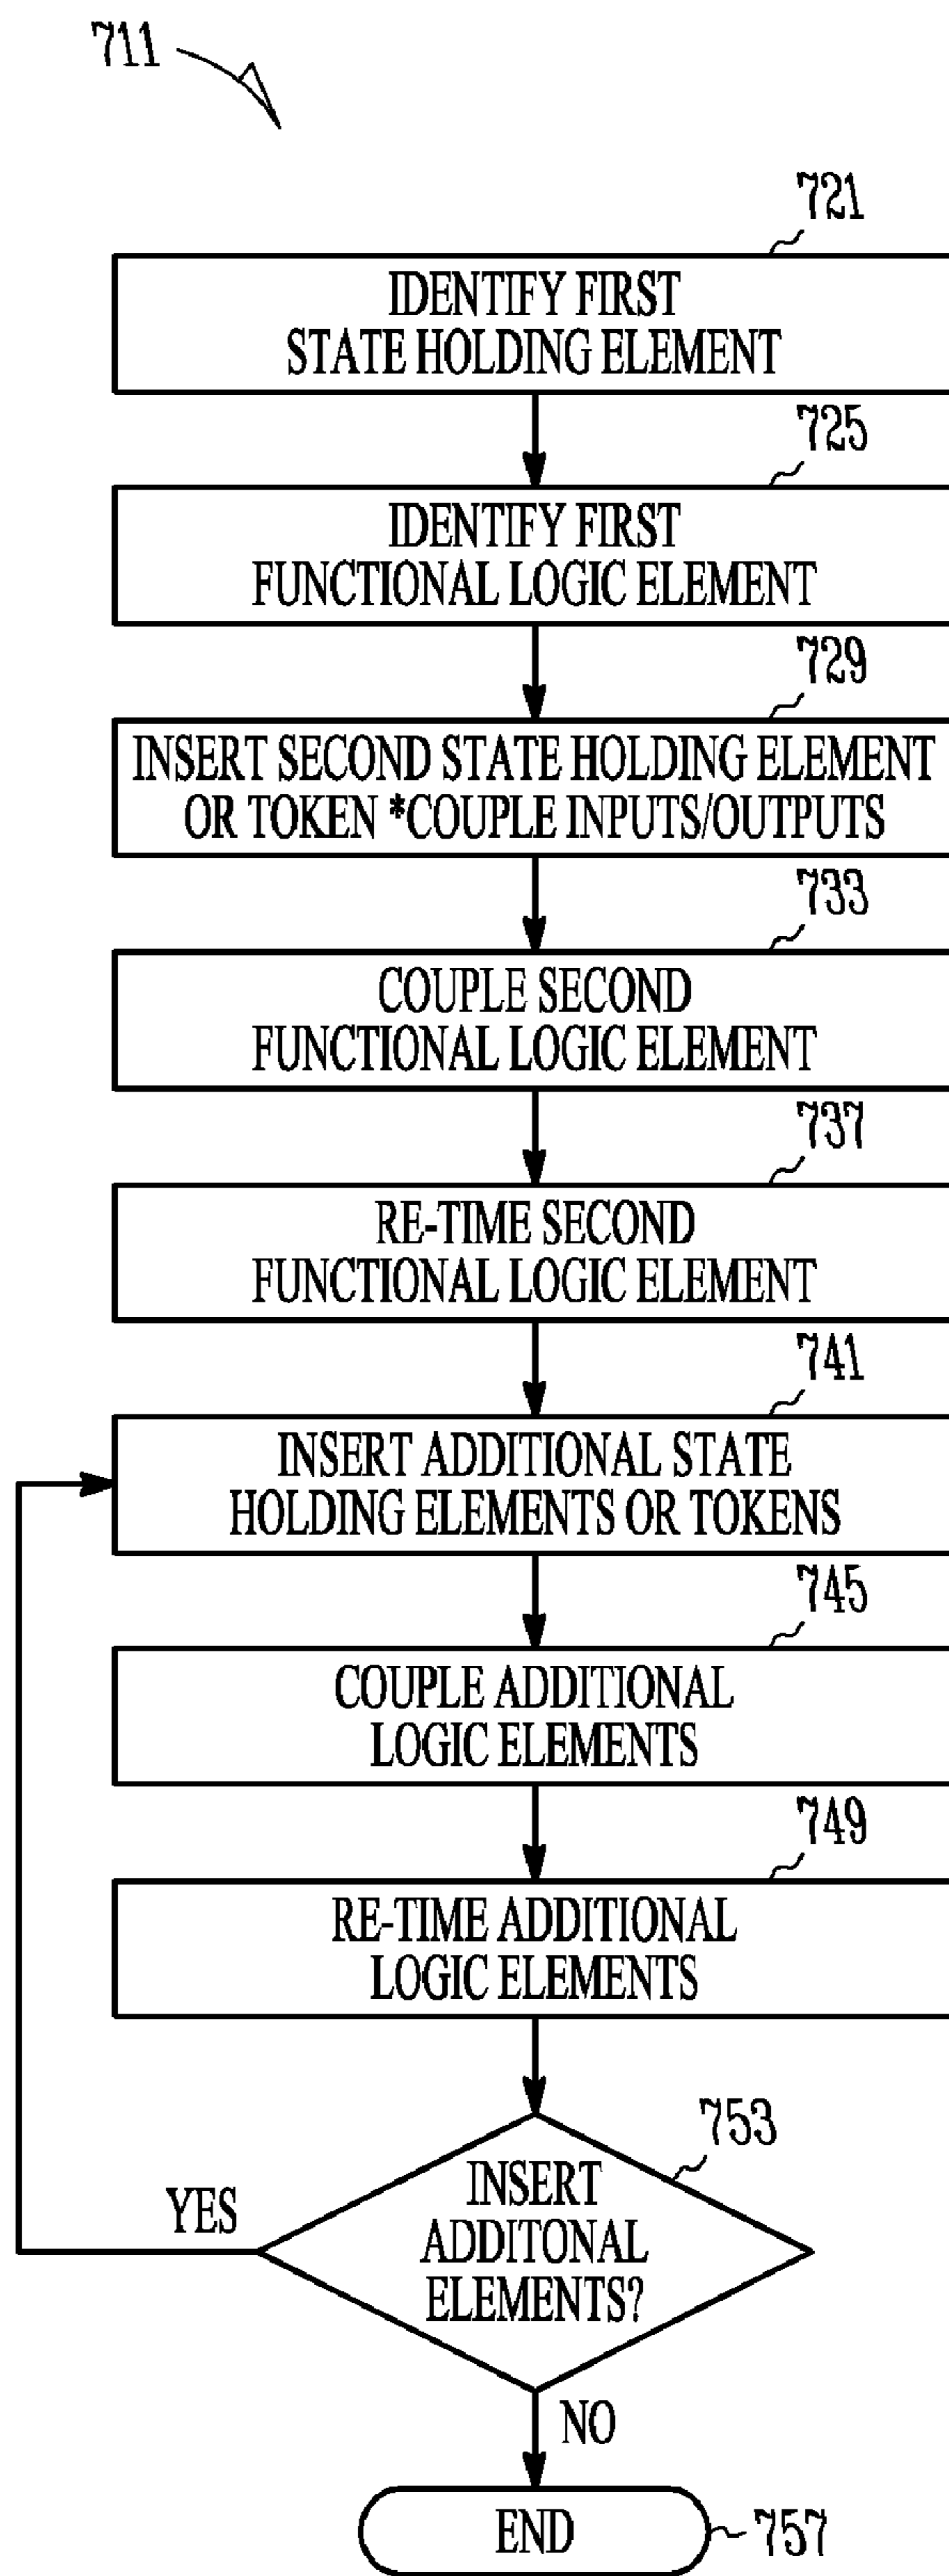 711
721
IDENTIFY FIRST
STATE HOLDING ELEMENT
725
IDENTIFY FIRST
FUNCTIONAL LOGIC ELEMENT
729
INSERT SECOND STATE HOLDING ELEMENT
OR TOKEN *COUPLE INPUTS/OUTPUTS
733
COUPLE SECOND
FUNCTIONAL LOGIC ELEMENT
737
RE-TIME SECOND
FUNCTIONAL LOGIC ELEMENT
741
INSERT ADDITIONAL STATE
HOLDING ELEMENTS OR TOKENS
745
COUPLE ADDITIONAL
LOGIC ELEMENTS
749
RE-TIME ADDITIONAL
LOGIC ELEMENTS
753
INSERT
ADDITONAL
ELEMENTS?
YES
NO
END
757